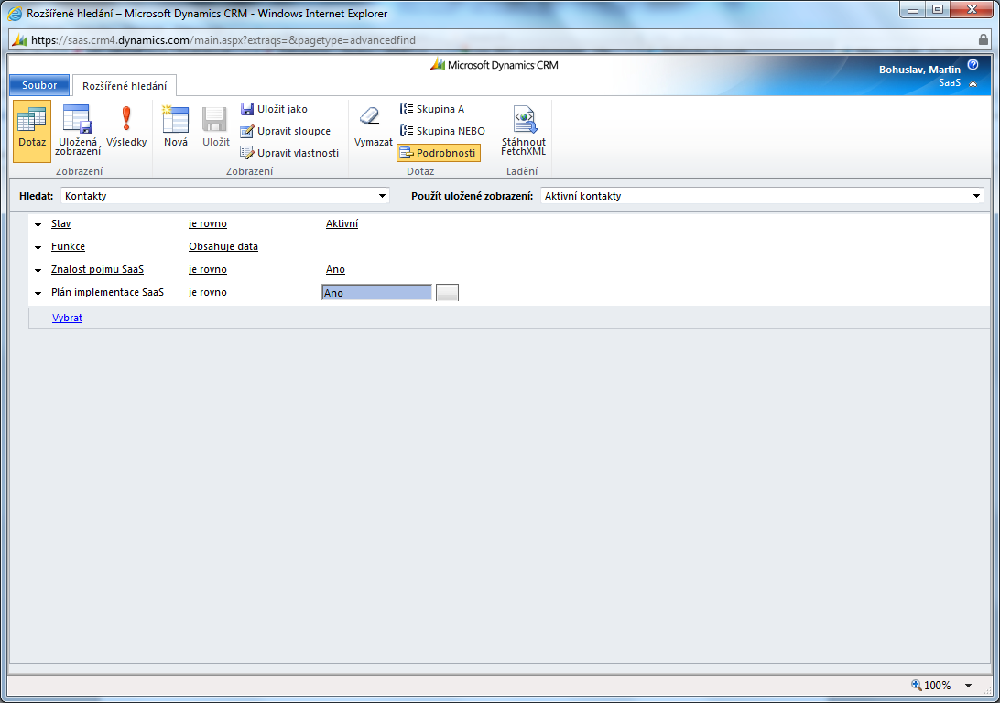 Rozšířené hledání – Microsoft Dynamics CRM - Windows Internet Explorer
https://saas.crm4.dynamics.com/main.aspx?extraqs=&pagetype=advancedfind
Microsoft Dynamics CRM
Bohuslav, Martin
SaaS
Soubor
Rozšířené hledání
Dotaz
Uložená zobrazení
Výsledky
Zobrazení
Nová
Uložit
Uložit jako
Upravit sloupce
Upravit vlastnosti
Zobrazení
Vymazat
Skupina A
Skupina NEBO
Podrobnosti
Dotaz
Stáhnout FetchXML
Ladění
Hledat: Kontakty
Použít uložené zobrazení: Aktivní kontakty
Stav je rovno Aktivní
Funkce Obsahuje data
Znalost pojmu SaaS je rovno Ano
Plán implementace SaaS je rovno Ano ...
Vybrat
100%